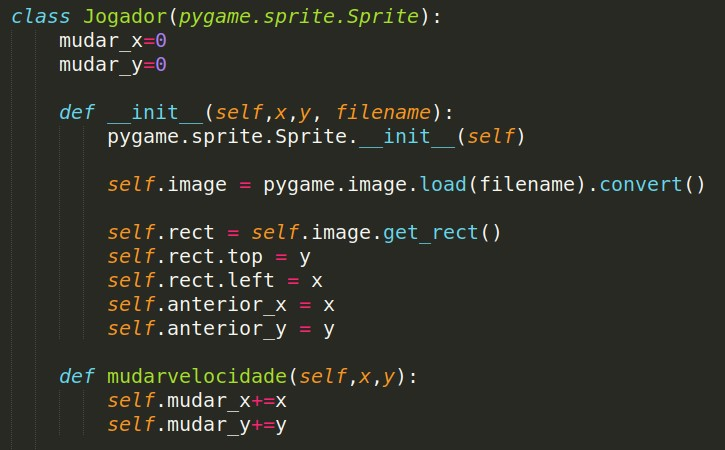 class Jogador(pygame.sprite.Sprite):
    mudar_x=0
    mudar_y=0

    def __init__(self,x,y, filename):
        pygame.sprite.Sprite.__init__(self)

        self.image = pygame.image.load(filename).convert()

        self.rect = self.image.get_rect()
        self.rect.top = y
        self.rect.left = x
        self.anterior_x = x
        self.anterior_y = y

    def mudarvelocidade(self,x,y):
        self.mudar_x+=x
        self.mudar_y+=y